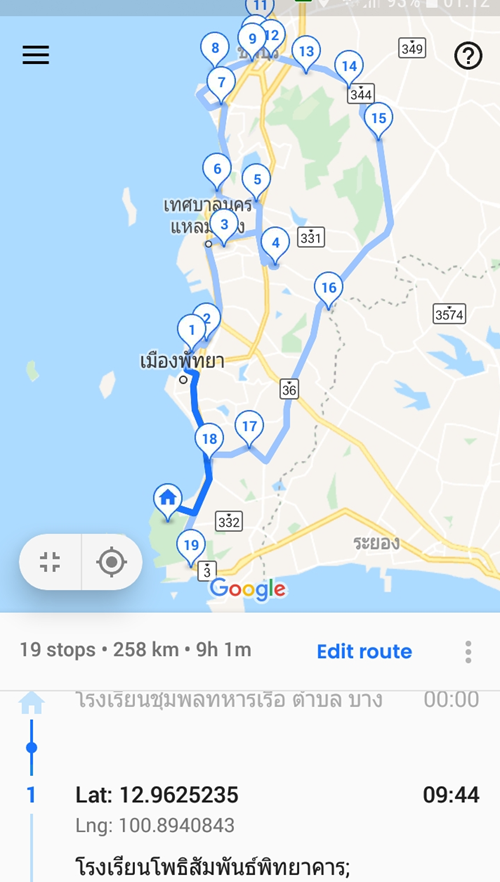 93% 01:12
11
8
9
12
13
349
14
7
344
15
6
5
เทศบาลนคร
3
4
331
16
3574
2
1
เมืองพัทยา
36
17
18
332
19
3
ระยอง
Google
19 stops • 258 km • 9h 1m
Edit route
โรงเรียนชุมพลทหารเรือ ตำบล บาง 00:00
1 Lat: 12.9625235 09:44
Lng: 100.8940843
โรงเรียนโพธิสัมพันธ์พิทยาคาร;